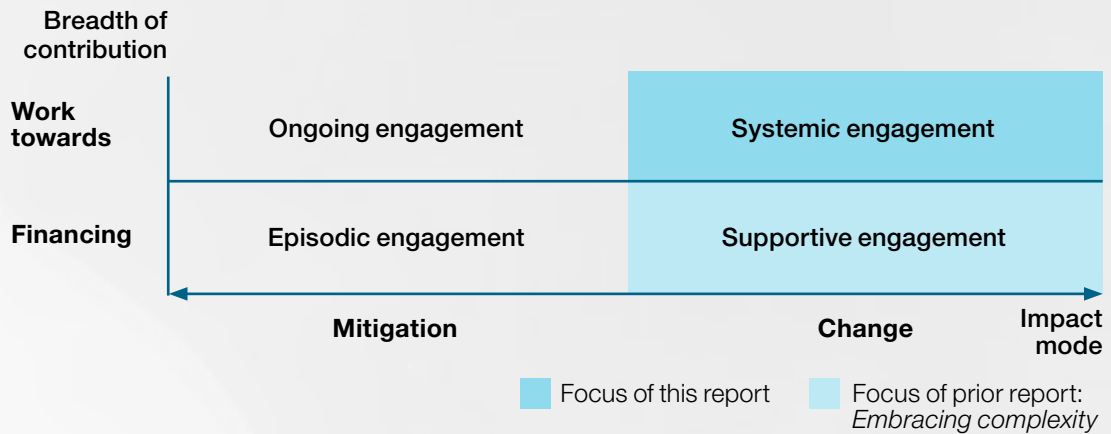 Breadth of
contribution
Work
towards
Ongoing engagement
Systemic engagement
Financing
Episodic engagement
Supportive engagement
Mitigation
Change
Impact
mode
Focus of this report
Focus of prior report:
Embracing complexity